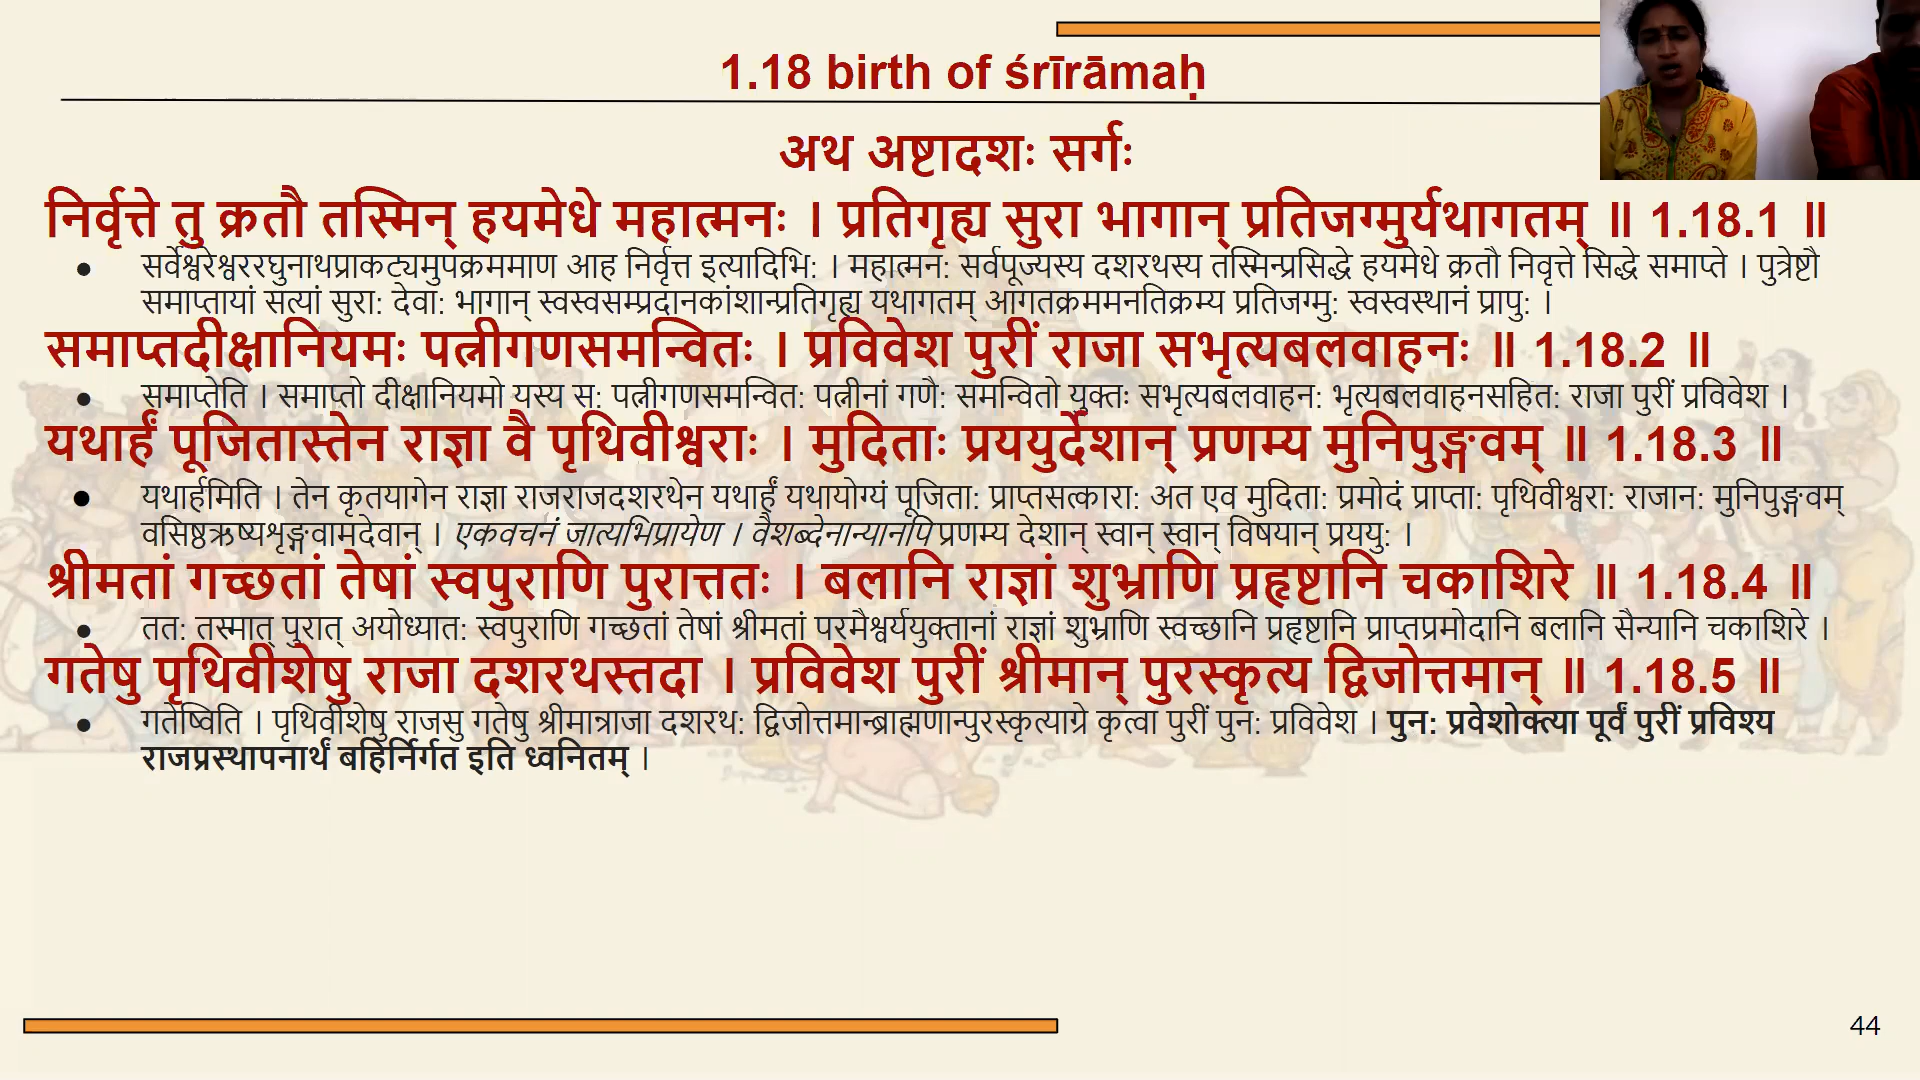 1.18 birth of śrīrāmaḥ
अथ अष्टादशः सर्गः
निर्वृत्ते तु क्रतौ तस्मिन् हयमेधे महात्मनः । प्रतिगृह्य सुरा भागान् प्रतिजग्मुर्यथागतम् ॥ 1.18.1 ॥
● सर्वेश्वरेश्वररघुनाथप्राकट्यमुपक्रममाण आह निर्वृत्त इत्यादिभि: । महात्मन: सर्वपूज्यस्य दशरथस्य तस्मिन्प्रसिद्धे हयमेधे क्रतौ निवृत्ते सिद्धे समाप्ते । पुत्रेष्टौ
समाप्तायां सत्यां सुरा: देवा: भागान् स्वस्वसम्प्रदानकांशान्प्रतिगृह्य यथागतम् आगतक्रममनतिक्रम्य प्रतिजग्मु: स्वस्वस्थानं प्रापु: ।
समाप्तदीक्षानियमः पत्नीगणसमन्वितः । प्रविवेश पुरीं राजा सभृत्यबलवाहनः ॥ 1.18.2 ॥
● समाप्तेति । समाप्तो दीक्षानियमो यस्य स: पत्नीगणसमन्वित: पत्नीनां गणै: समन्वितो युक्तः सभृत्यबलवाहन: भृत्यबलवाहनसहित: राजा पुरीं प्रविवेश ।
यथार्हं पूजितास्तेन राज्ञा वै पृथिवीश्वराः । मुदिताः प्रययुर्देशान् प्रणम्य मुनिपुङ्गवम् ॥ 1.18.3 ॥
● यथार्हमिति । तेन कृतयागेन राज्ञा राजराजदशरथेन यथार्हं यथायोग्यं पूजिता: प्राप्तसत्कारा: अत एव मुदिता: प्रमोदं प्राप्ता: पृथिवीश्वरा: राजान: मुनिपुङ्गवम्
वसिष्ठऋष्यशृङ्गवामदेवान् । एकवचनं जात्यभिप्रायेण । वैशब्देनान्यानपि प्रणम्य देशान् स्वान् स्वान् विषयान् प्रययु: ।
श्रीमतां गच्छतां तेषां स्वपुराणि पुरात्ततः । बलानि राज्ञां शुभ्राणि प्रहृष्टानि चकाशिरे ॥ 1.18.4 ॥
● तत: तस्मात् पुरात् अयोध्यात: स्वपुराणि गच्छतां तेषां श्रीमतां परमैश्वर्ययुक्तानां राज्ञां शुभ्राणि स्वच्छानि प्रहृष्टानि प्राप्तप्रमोदानि बलानि सैन्यानि चकाशिरे ।
गतेषु पृथिवीशेषु राजा दशरथस्तदा । प्रविवेश पुरीं श्रीमान् पुरस्कृत्य द्विजोत्तमान् ॥ 1.18.5 ॥
● गतेष्विति । पृथिवीशेषु राजसु गतेषु श्रीमान्राजा दशरथ: द्विजोत्तमान्ब्राह्मणान्पुरस्कृत्याग्रे कृत्वा पुरीं पुन: प्रविवेश । पुन: प्रवेशोक्त्या पूर्वं पुरीं प्रविश्य
राजप्रस्थापनार्थं बहिर्निर्गत इति ध्वनितम् ।
44